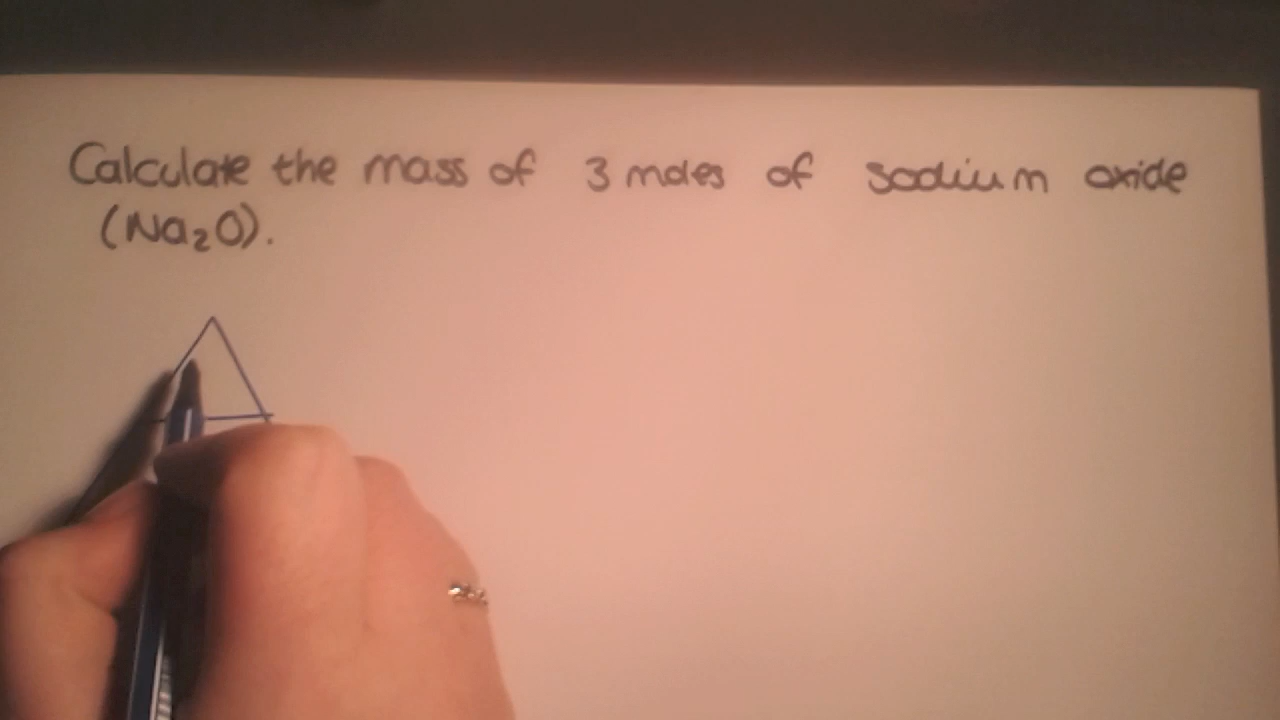 Calculate the mass of 3 moles of sodium oxide
(Na₂O).